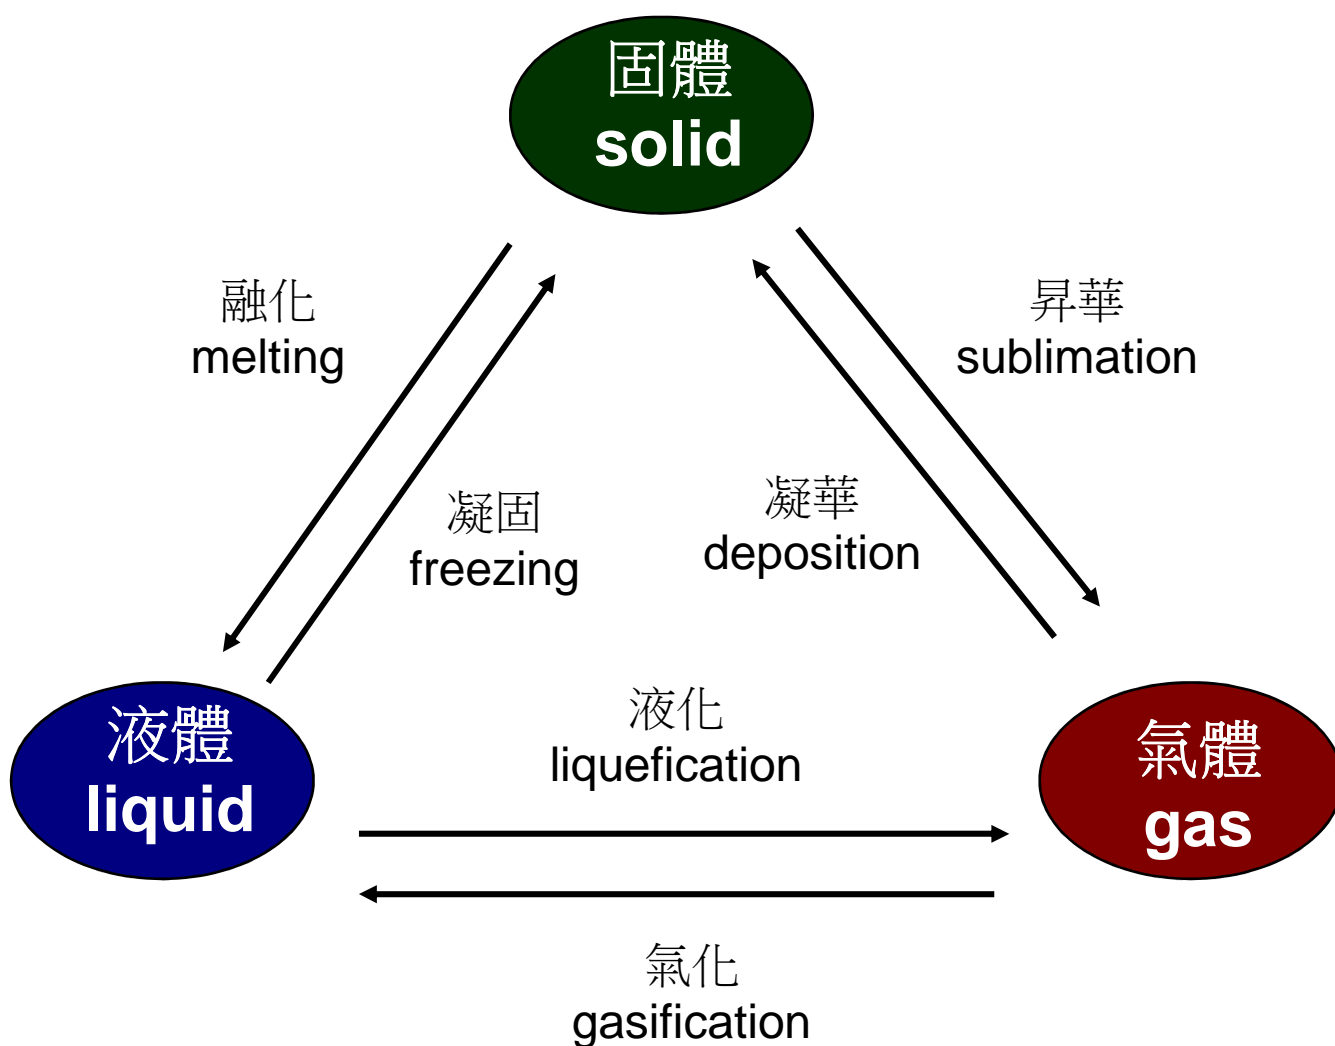 固體
solid
融化
melting
昇華
sublimation
凝固
freezing
凝華
deposition
液體
liquid
液化
liquefication
氣體
gas
氣化
gasification